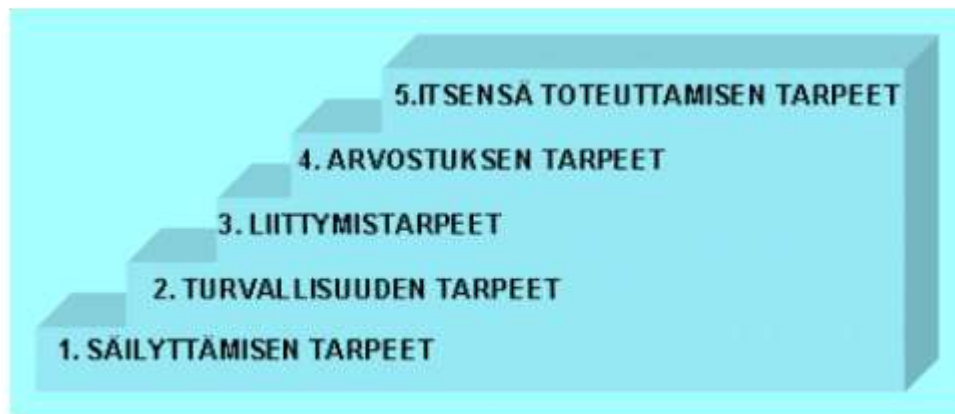 5.ITSENSÄ TOTEUTTAMISEN TARPEET
4. ARVOSTUKSEN TARPEET
3. LIITTYMISTARPEET
2. TURVALLISUUDEN TARPEET
1. SÄILYTTÄMISEN TARPEET